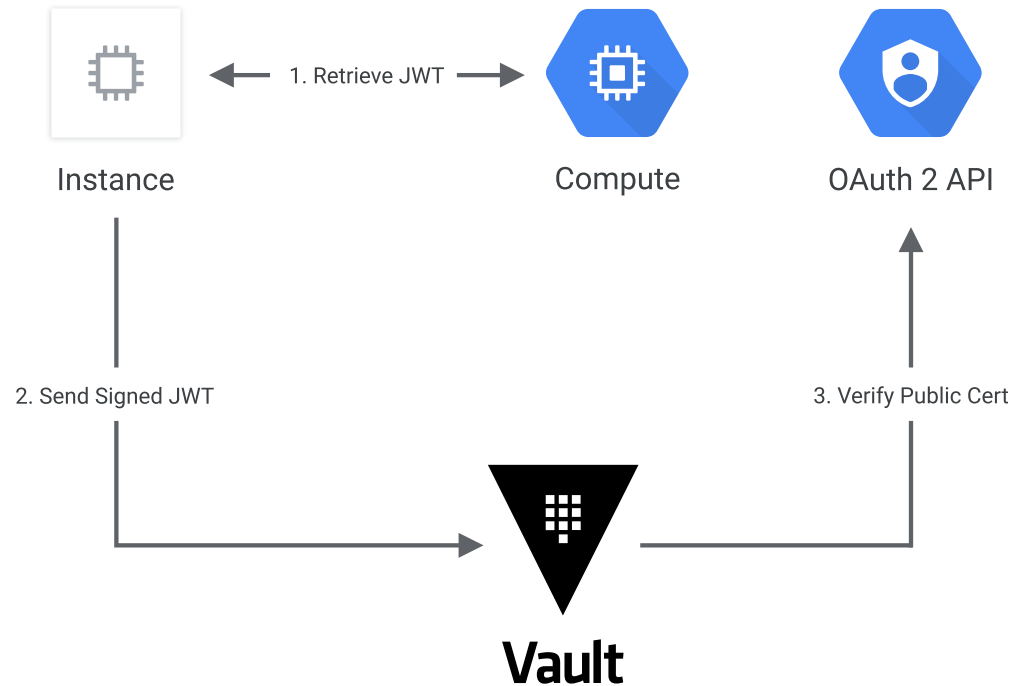 1. Retrieve JWT
Instance
Compute
OAuth 2 API
2. Send Signed JWT
3. Verify Public Cert
Vault